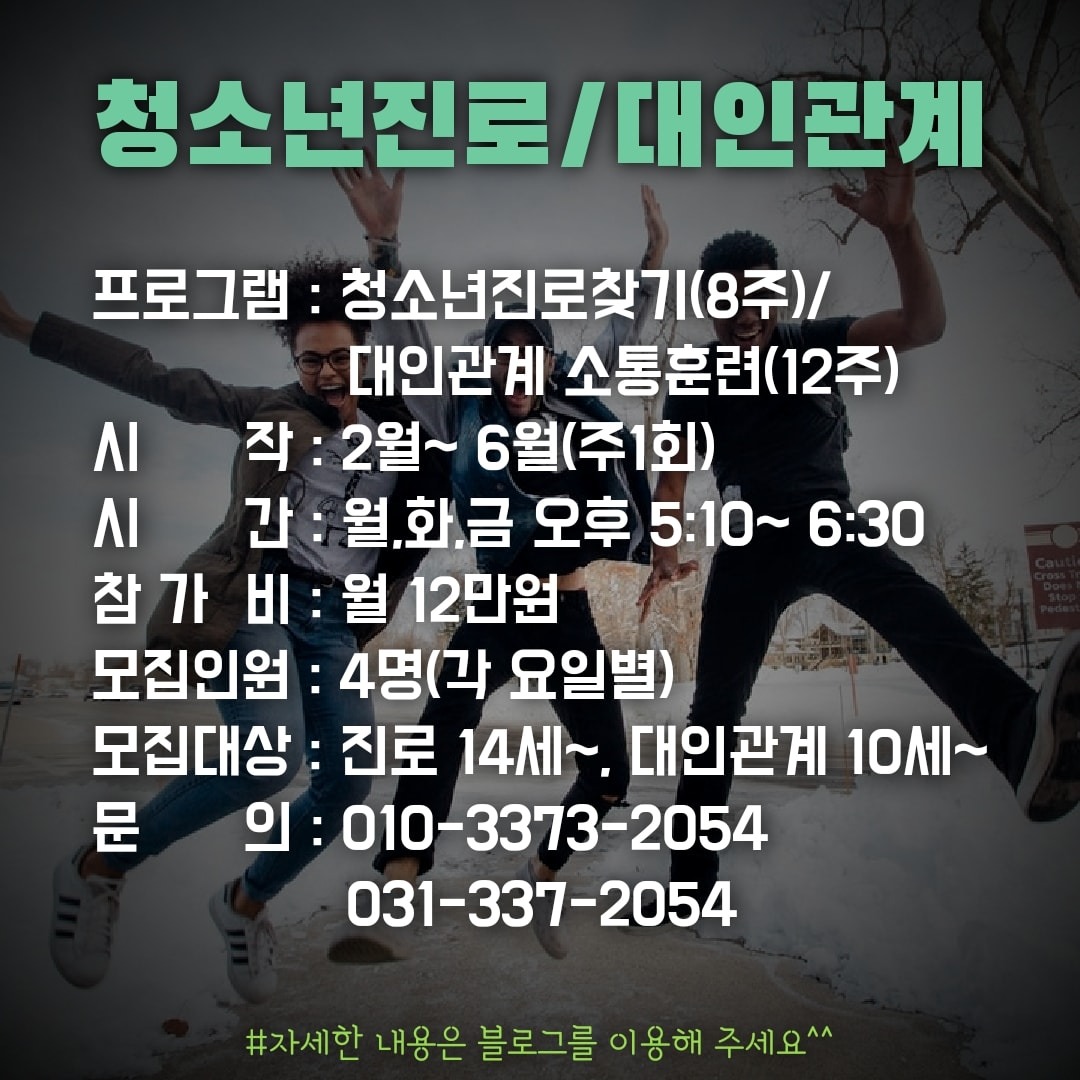 청소년진로/대인관계
프로그램 : 청소년진로찾기(8주)/
대인관계 소통훈련(12주)
시 작 : 2월~ 6월(주1회)
시 간 : 월,화,금 오후 5:10~ 6:30
참 가 비 : 월 12만원
모집인원 : 4명(각 요일별)
모집대상 : 진로 14세~, 대인관계 10세~
문 의 : 010-3373-2054
031-337-2054
#자세한 내용은 블로그를 이용해 주세요^^
Cross
Does
Stop